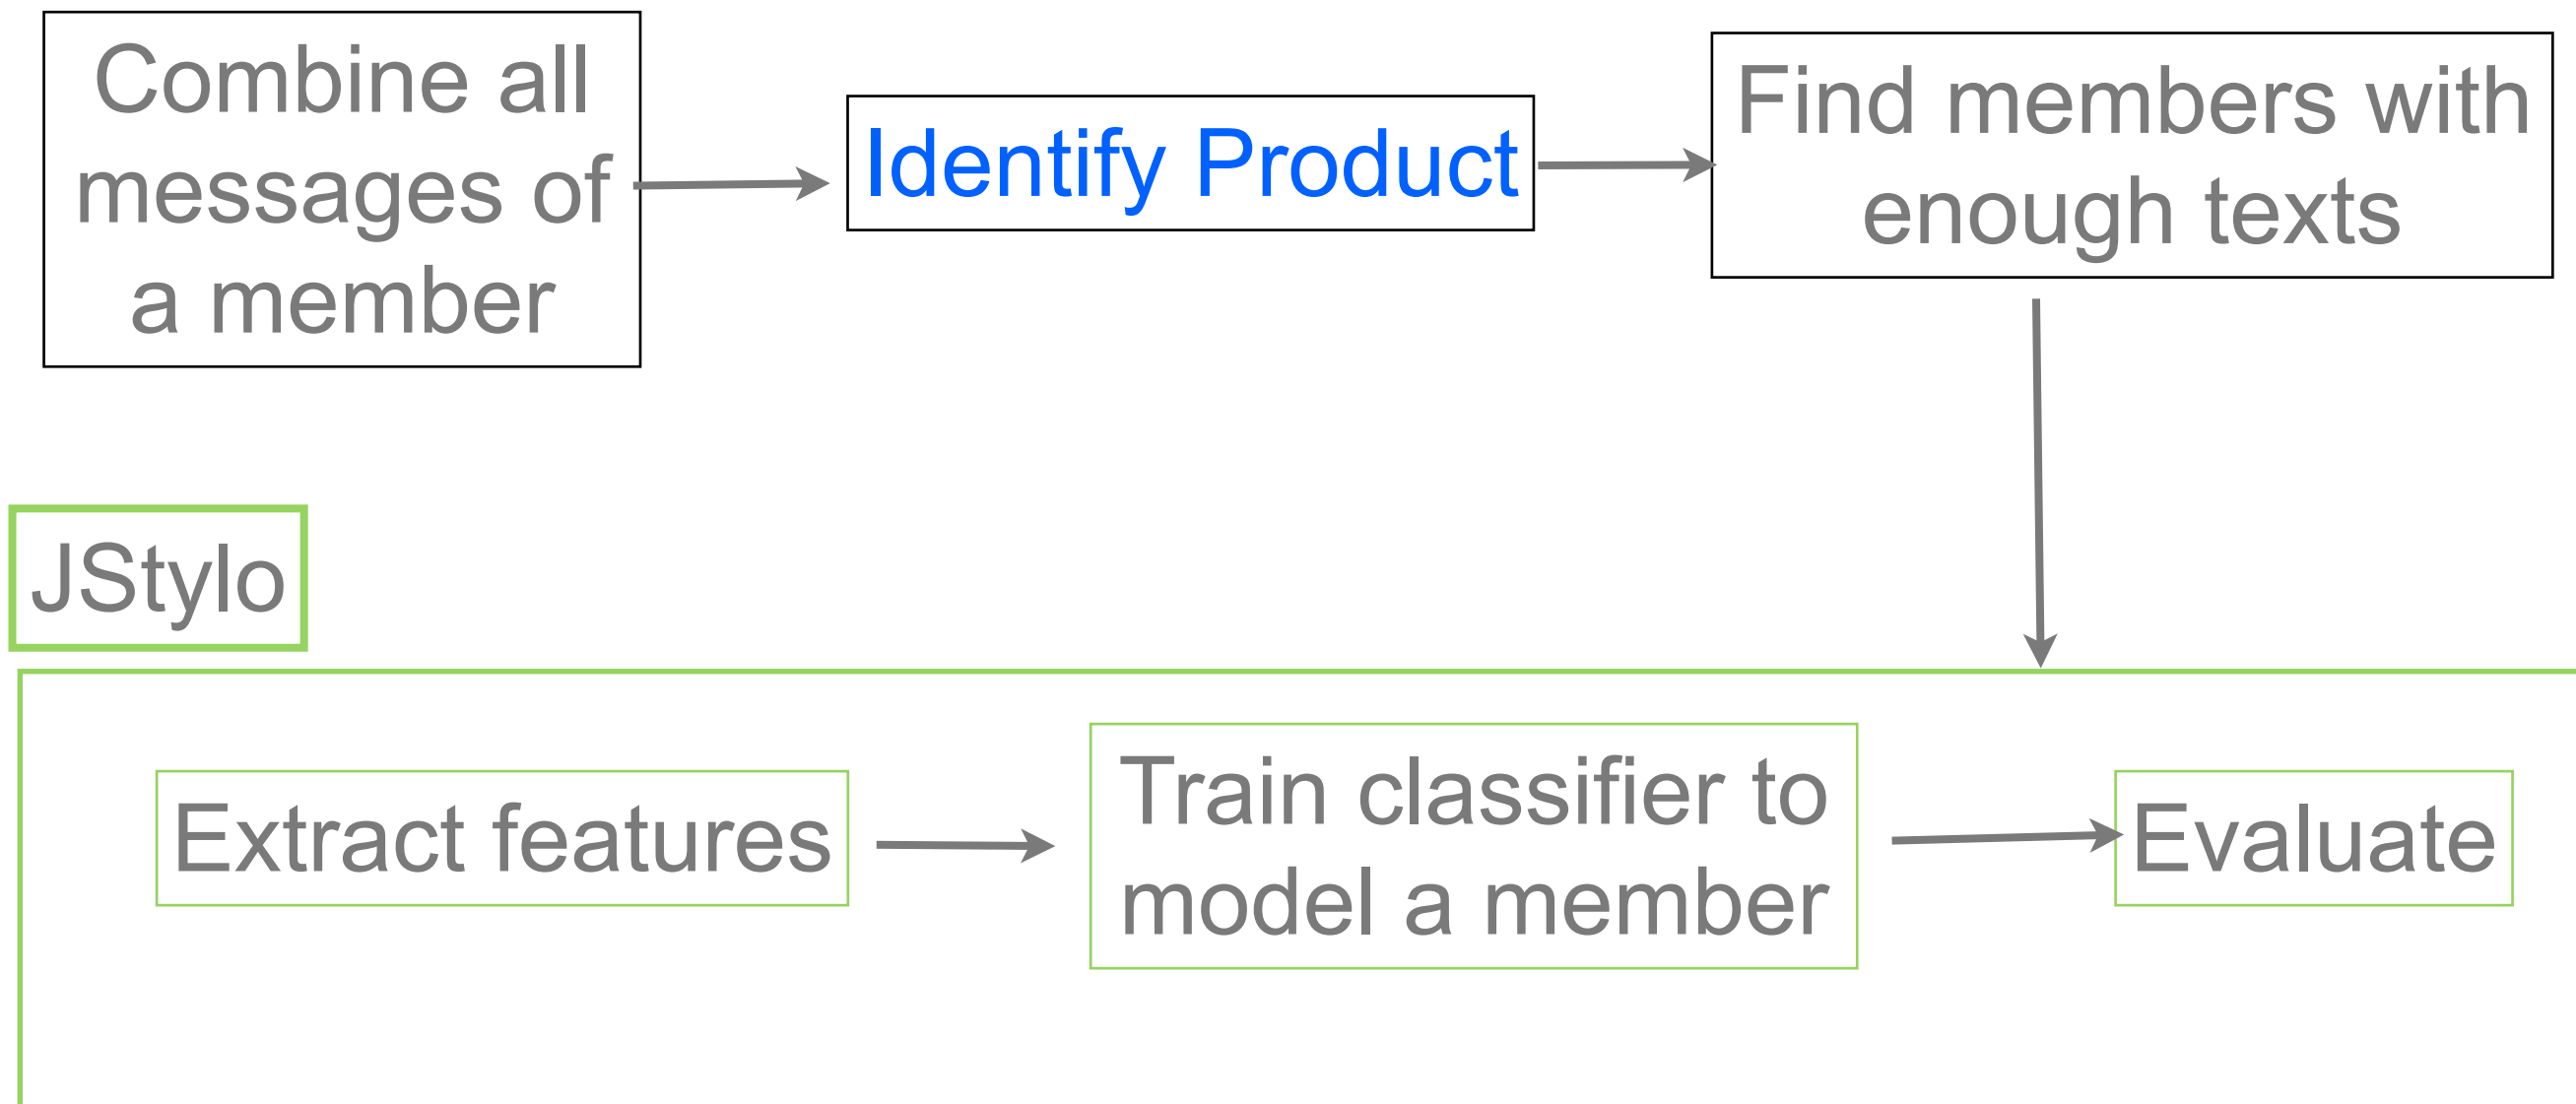 Combine all
messages of
a member
Identify Product
Find members with
enough texts
JStylo
Extract features
Train classifier to
model a member
Evaluate